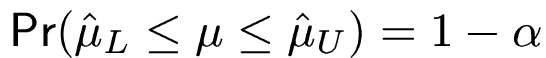 Pr(μ̂_L ≤ μ ≤ μ̂_U) = 1 − α